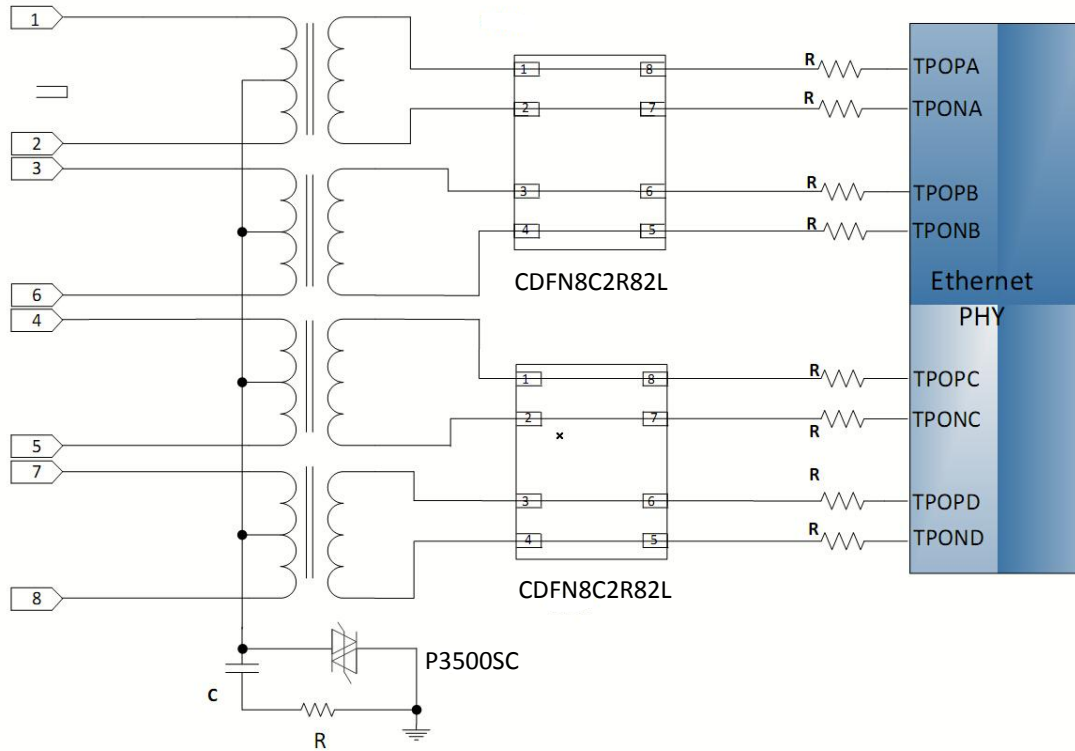 1
2
3
6
4
5
7
8
1
8
R
TPOPA
2
7
R
TPONA
3
6
R
TPOPB
4
5
R
TPONB
CDFN8C2R82L
Ethernet
PHY
1
8
R
TPOPC
2
7
R
TPONC
3
6
R
TPOPD
4
5
R
TPOND
CDFN8C2R82L
P3500SC
C
R